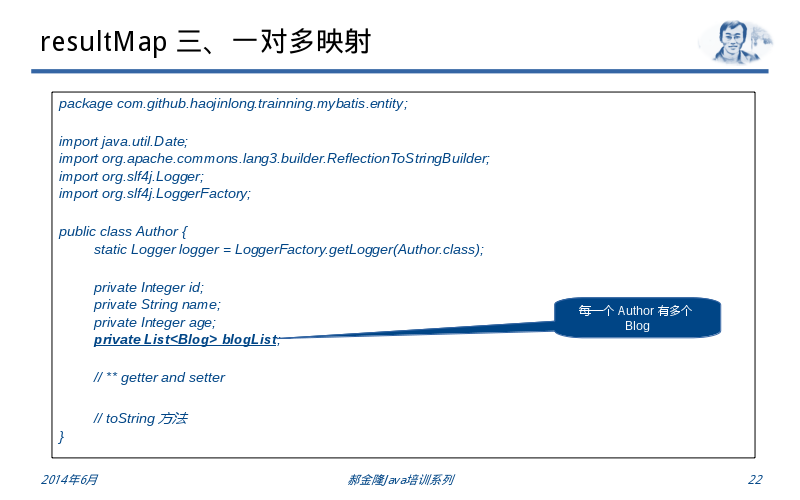 resultMap 三、一对多映射
package com.github.haojinlong.trainning.mybatis.entity;
import java.util.Date;
import org.apache.commons.lang3.builder.ReflectionToStringBuilder;
import org.slf4j.Logger;
import org.slf4j.LoggerFactory;
public class Author {
static Logger logger = LoggerFactory.getLogger(Author.class);
private Integer id;
private String name;
private Integer age;
private List<Blog> blogList;
每一个 Author 有多个
Blog
// ** getter and setter
// toString 方法
}
2014年6月
郝金隆Java培训系列
22